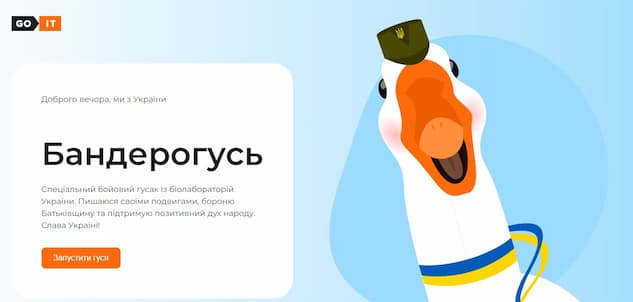 GO IT
Доброго вечора, ми з України
Бандерогусь
Спеціальний бойовий гусак із біолабораторій
України. Пишаюся своїми подвигами, бороню
Батьківщину та підтримую позитивний дух народу.
Слава Україні!
Запустити гуся